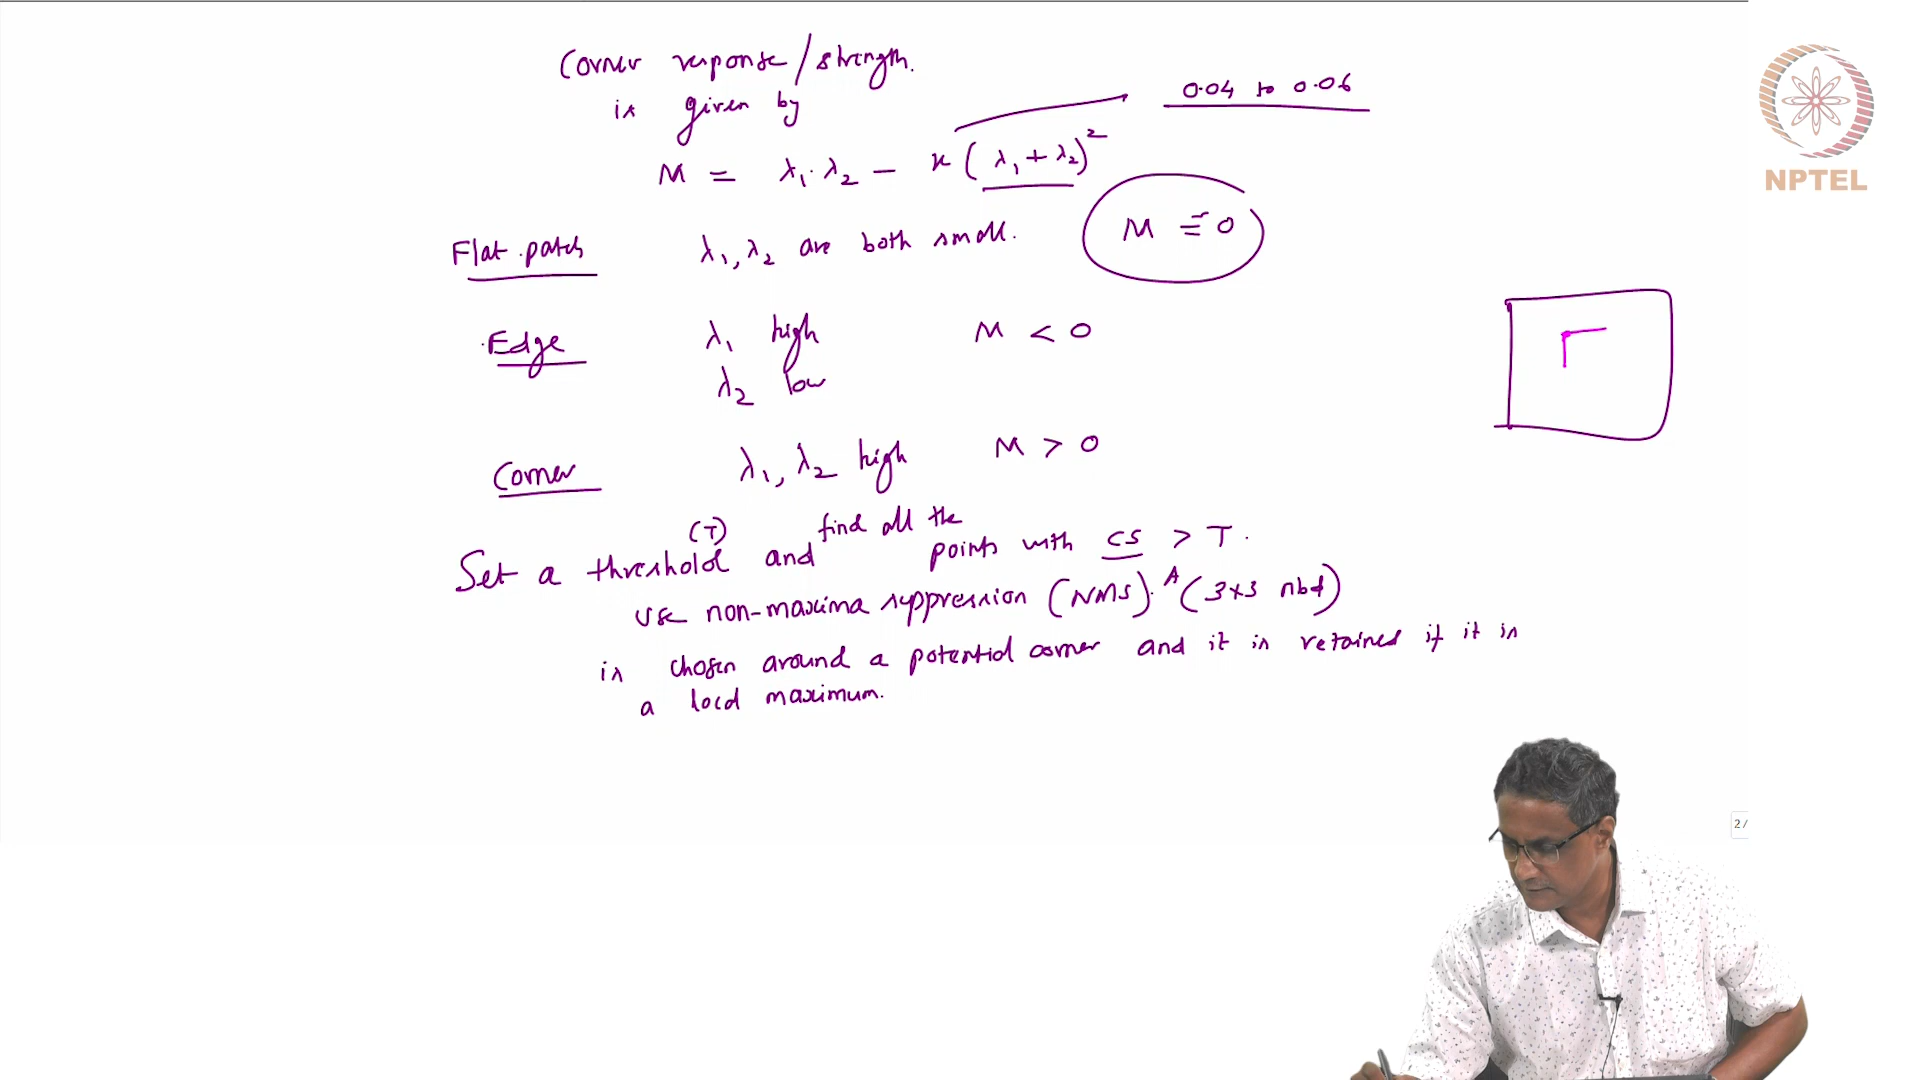 Corner response/strength.
is given by
0.04 to 0.06
M = λ₁.λ₂ - k(λ₁+λ₂)²
Flat patch λ₁,λ₂ are both small. M ≈ 0
Edge λ₁ high M < 0
λ₂ low
Corner λ₁, λ₂ high M > 0
Set a threshold (T) and find all the points with CS > T.
use non-maxima suppression (NMS). A (3x3 nbd)
is chosen around a potential corner and it is retained if it is
a local maximum.
NPTEL
2/